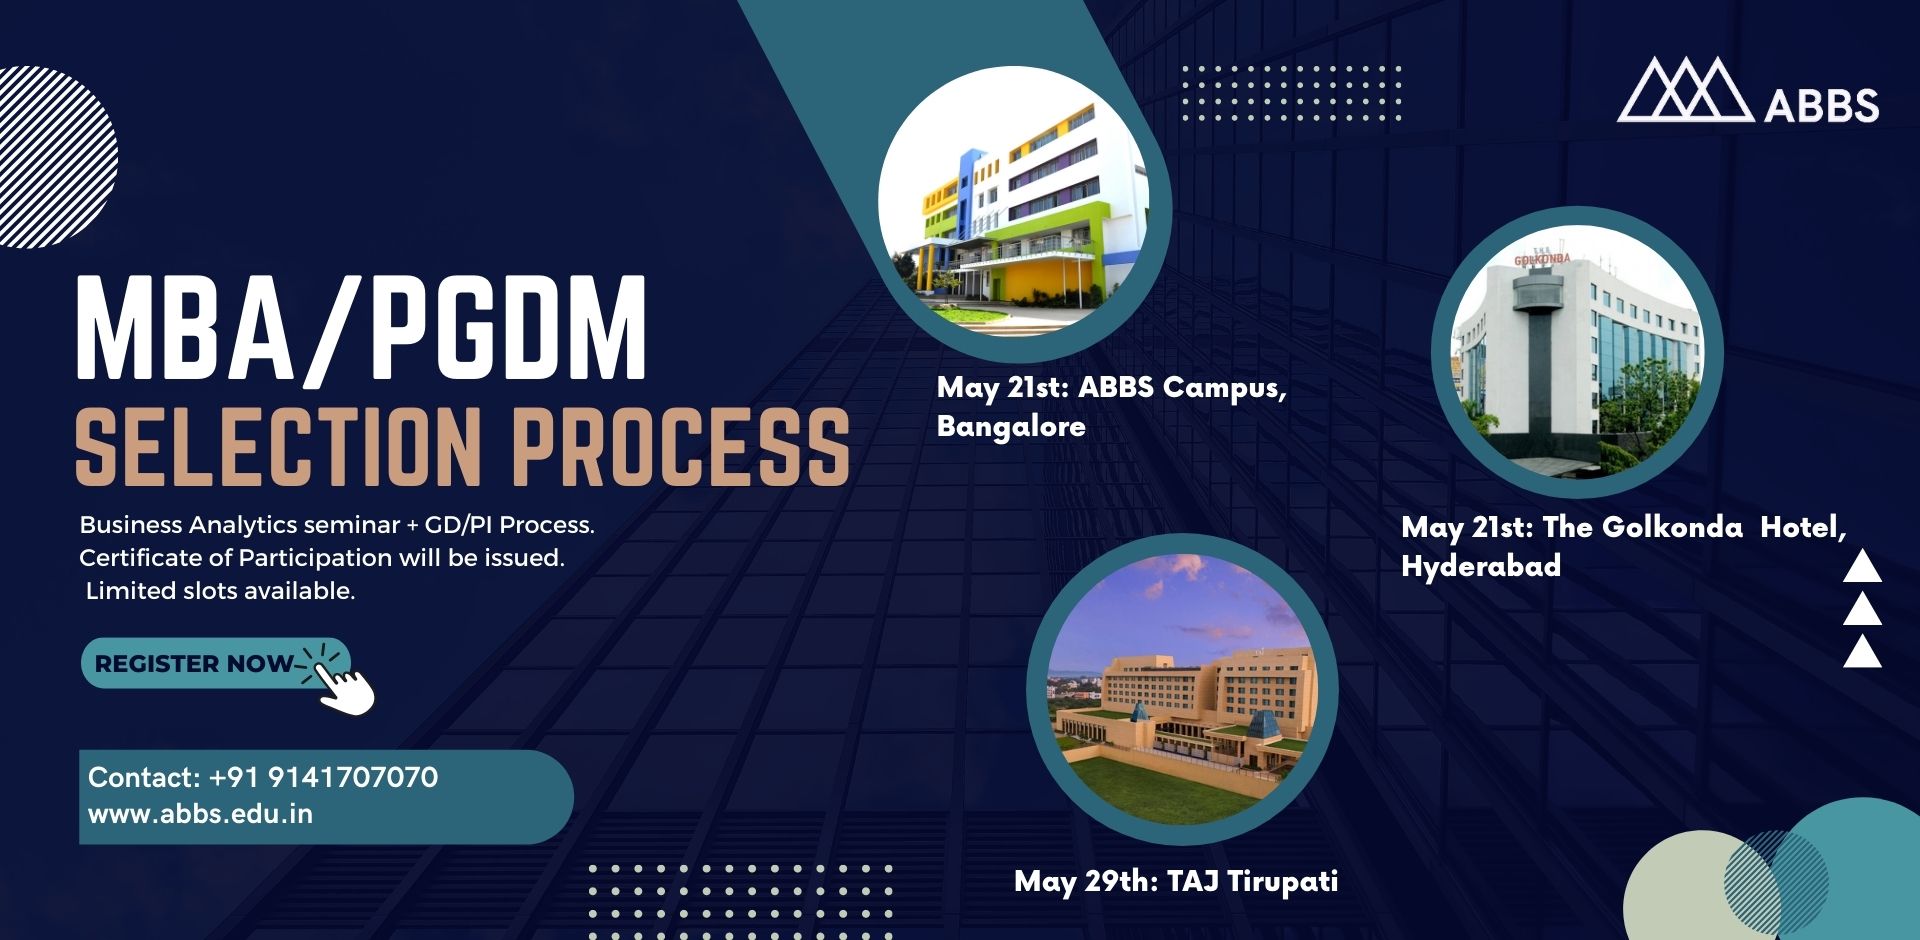 ABBS
GOLKONDA
MBA/PGDM
SELECTION PROCESS
Business Analytics seminar + GD/PI Process.
Certificate of Participation will be issued.
Limited slots available.
REGISTER NOW
Contact: +91 9141707070
www.abbs.edu.in
May 21st: ABBS Campus,
Bangalore
May 21st: The Golkonda Hotel,
Hyderabad
May 29th: TAJ Tirupati